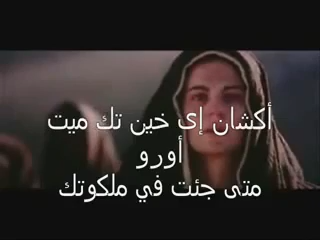 أكشان إى خين تك ميت
أورو
متى جئت في ملكوتك